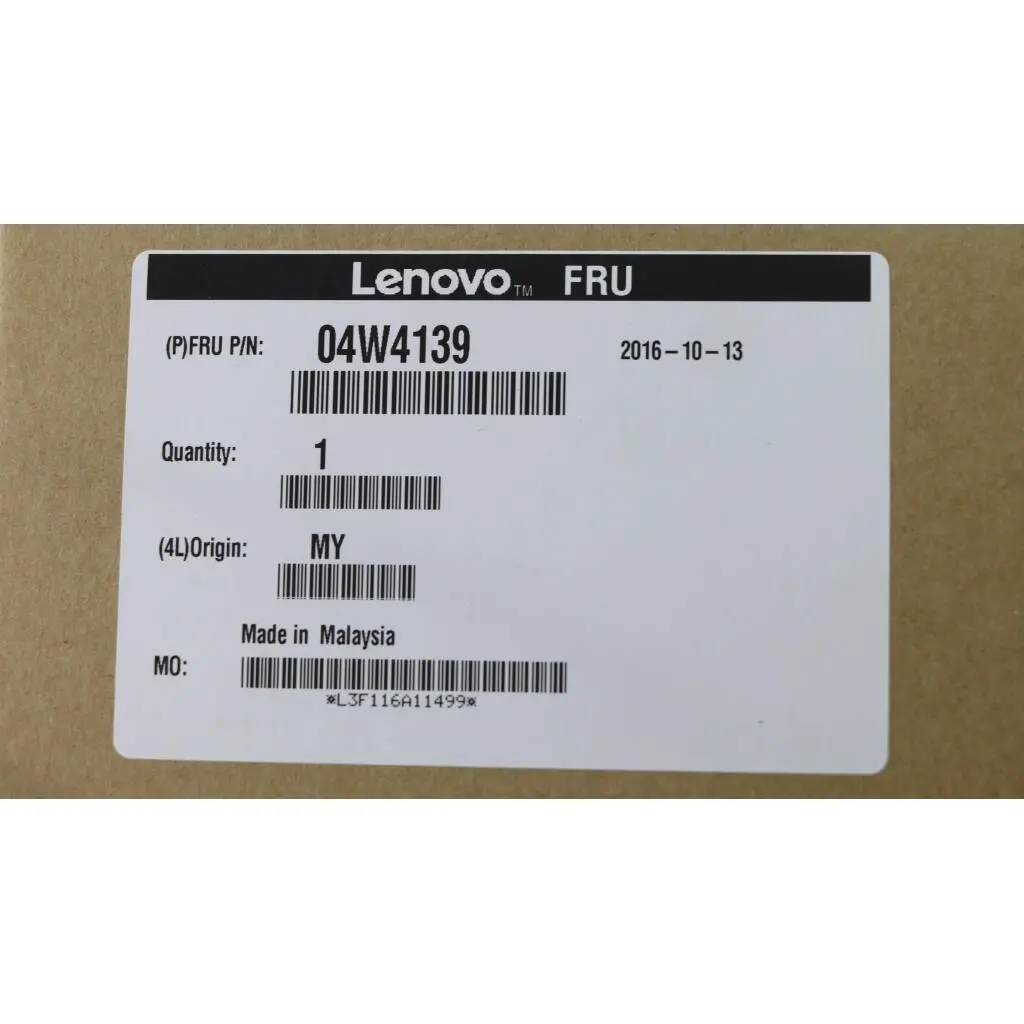 Lenovo™ FRU
(P)FRU P/N: 04W4139 2016-10-13
Quantity: 1
(4L)Origin: MY
Made in Malaysia
MO:
*L3F116A11499*